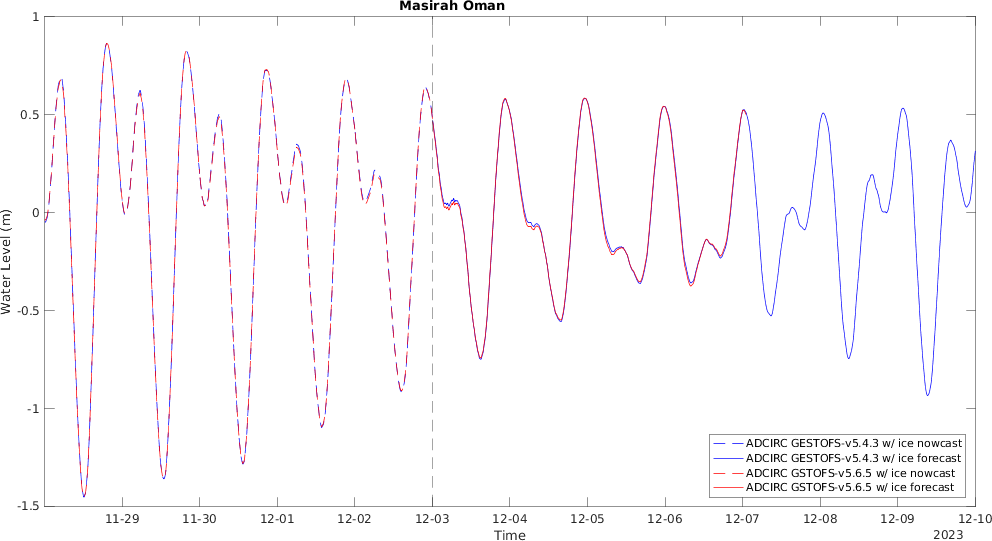 Masirah Oman
1
0.5
0
-0.5
-1
-1.5
Water Level (m)
11-29 11-30 12-01 12-02 12-03 12-04 12-05 12-06 12-07 12-08 12-09 12-10
Time
2023
ADCIRC GESTOFS-v5.4.3 w/ ice nowcast
ADCIRC GESTOFS-v5.4.3 w/ ice forecast
ADCIRC GSTOFS-v5.6.5 w/ ice nowcast
ADCIRC GSTOFS-v5.6.5 w/ ice forecast